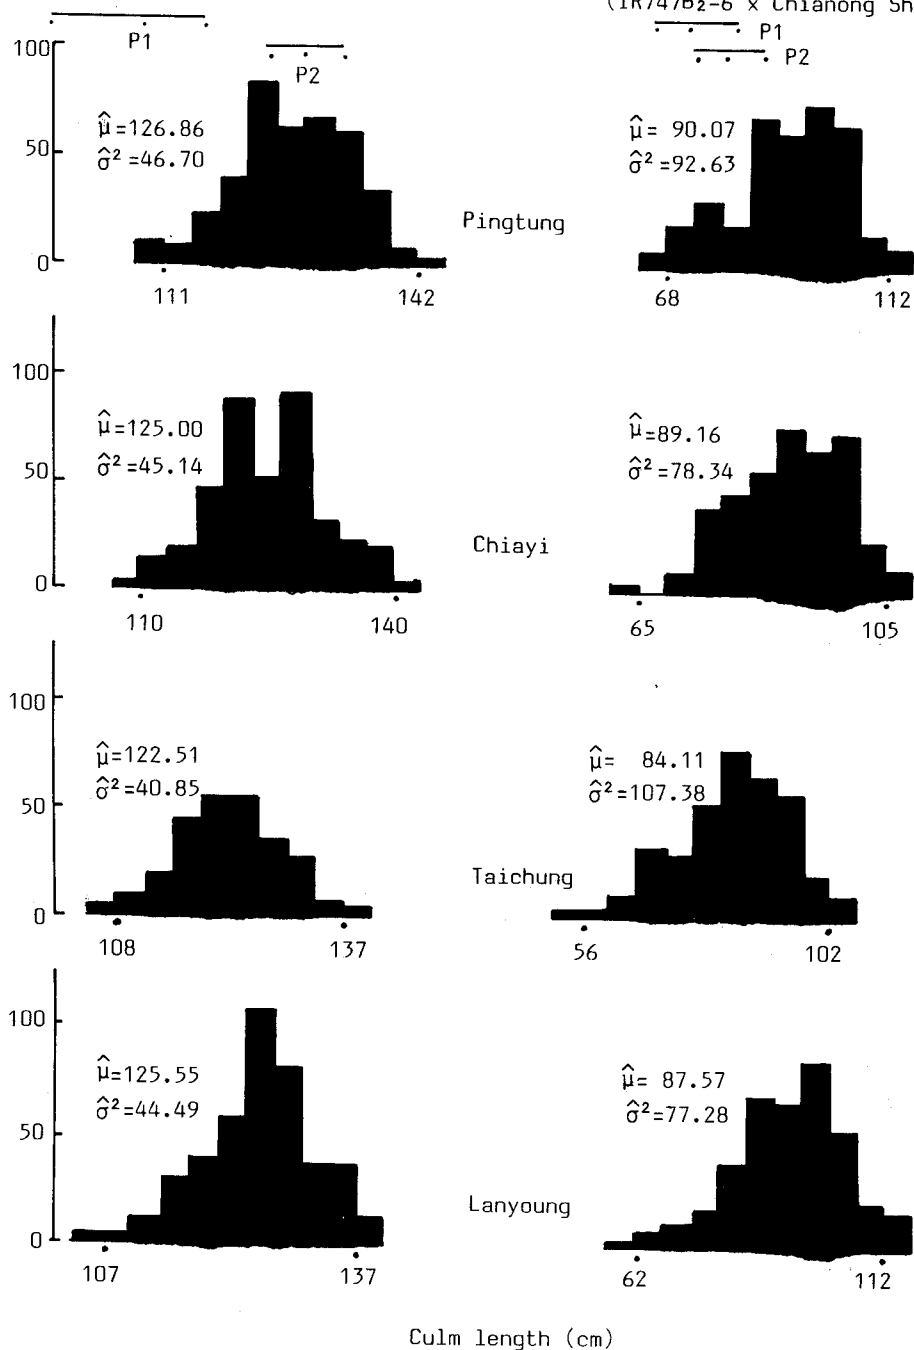 (IR747B2-6 x Chianong Sh
P1
P1
P2
P2
100
50
0
μ̂=126.86
σ̂²=46.70
μ̂= 90.07
σ̂²=92.63
Pingtung
111
142
68
112
100
50
0
μ̂=125.00
σ̂²=45.14
μ̂=89.16
σ̂²=78.34
Chiayi
110
140
65
105
100
50
0
μ̂=122.51
σ̂²=40.85
μ̂= 84.11
σ̂²=107.38
Taichung
108
137
56
102
100
50
0
μ̂=125.55
σ̂²=44.49
μ̂= 87.57
σ̂²=77.28
Lanyoung
107
137
62
112
Culm length (cm)